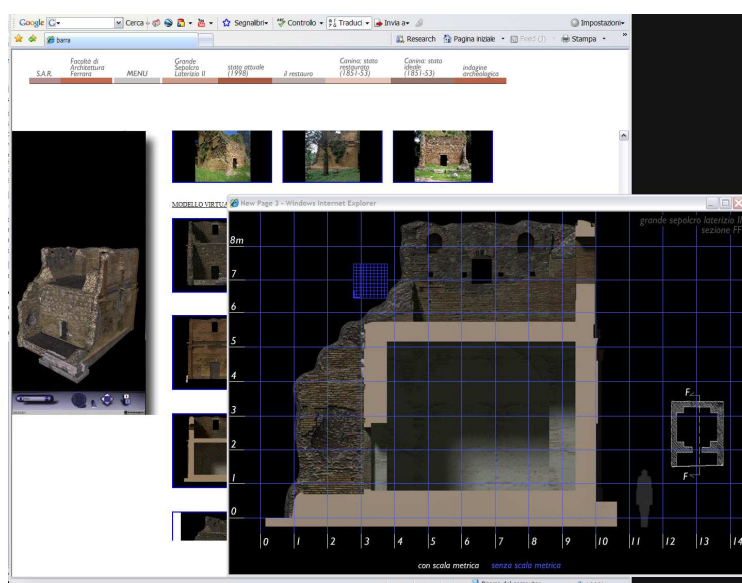 Google G Cerca Segnalibri Controllo Traduci Invia a Impostazioni
barra Research Pagina iniziale Feed (J) Stampa »
S.A.R.
Facoltà di
Architettura
Ferrara
MENU
Grande
Sepolcro
Laterizio II
stato attuale
(1998)
il restauro
Canina: stato
restaurato
(1851-53)
Canina: stato
ideale
(1851-53)
indagine
archeologica
MODELLO VIRTUA
New Page 3 - Windows Internet Explorer
grande sepolcro laterizio II
sezione FF
8m
7
6
5
4
3
2
1
0
F
F
0 1 2 3 4 5 6 7 8 9 10 11 12 13 14
con scala metrica senza scala metrica